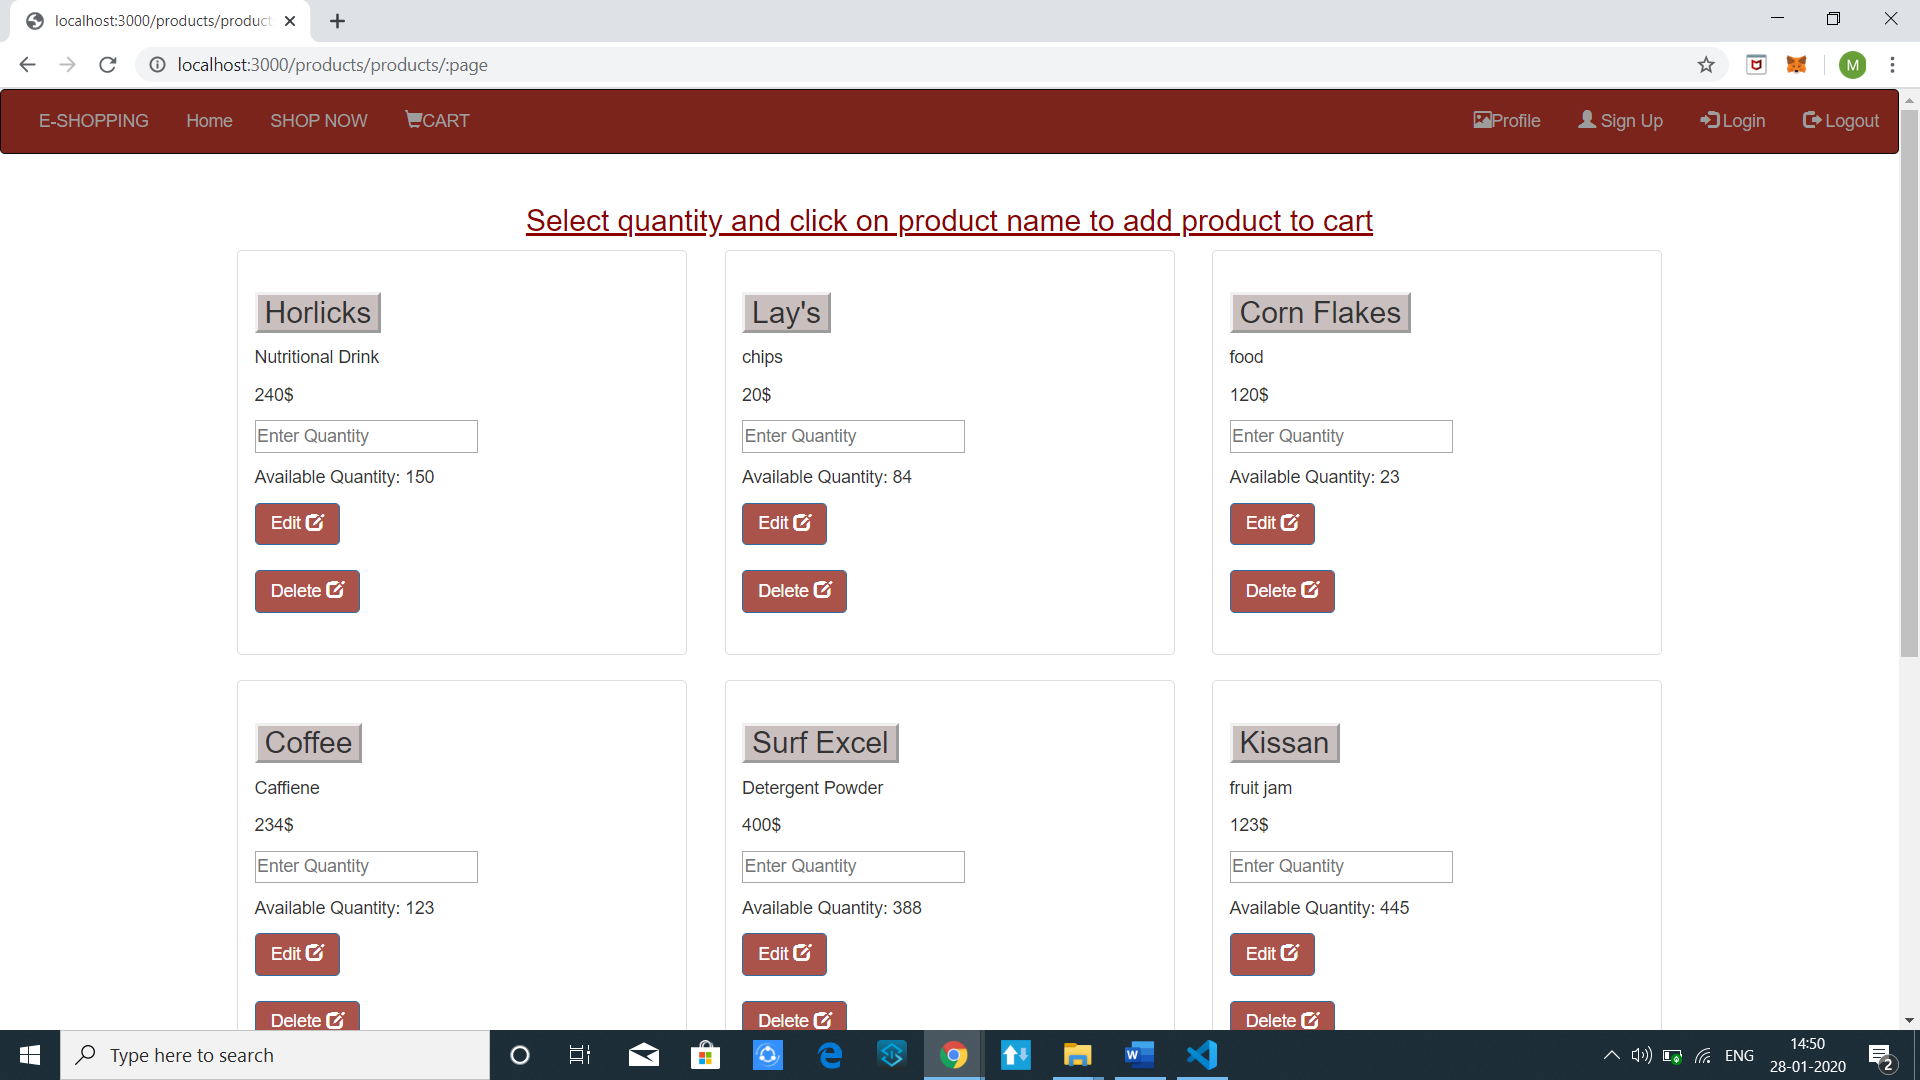 localhost:3000/products/product
localhost:3000/products/products/:page
M
E-SHOPPING Home SHOP NOW CART Profile Sign Up Login Logout
Select quantity and click on product name to add product to cart
Horlicks
Nutritional Drink
240$
Enter Quantity
Available Quantity: 150
Edit
Delete
Lay's
chips
20$
Enter Quantity
Available Quantity: 84
Edit
Delete
Corn Flakes
food
120$
Enter Quantity
Available Quantity: 23
Edit
Delete
Coffee
Caffiene
234$
Enter Quantity
Available Quantity: 123
Edit
Delete
Surf Excel
Detergent Powder
400$
Enter Quantity
Available Quantity: 388
Edit
Delete
Kissan
fruit jam
123$
Enter Quantity
Available Quantity: 445
Edit
Delete
Type here to search
ENG
14:50
28-01-2020
2